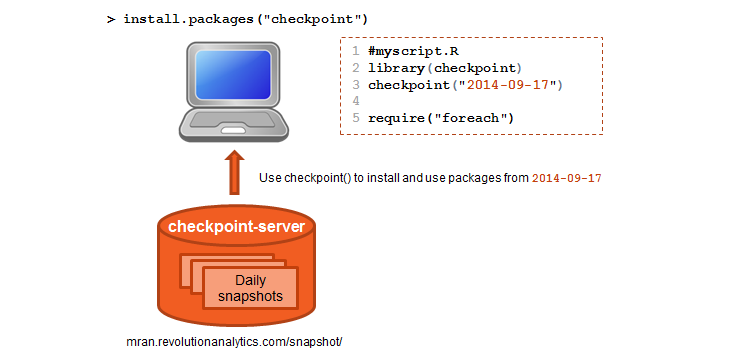 > install.packages("checkpoint")
1 #myscript.R
2 library(checkpoint)
3 checkpoint("2014-09-17")
4
5 require("foreach")
Use checkpoint() to install and use packages from 2014-09-17
checkpoint-server
Daily
snapshots
mran.revolutionanalytics.com/snapshot/